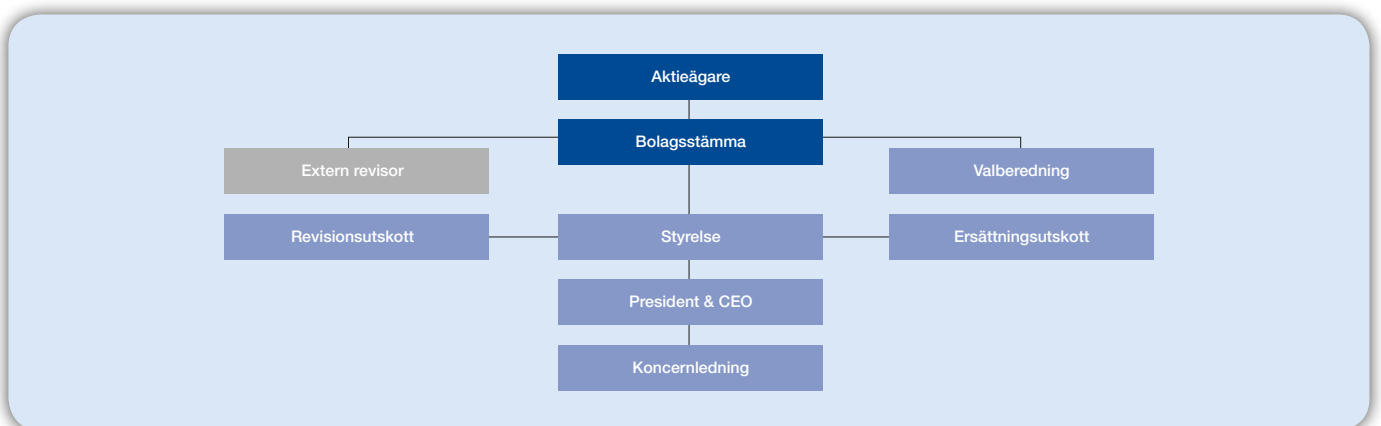 Aktieägare
Bolagsstämma
Extern revisor
Valberedning
Revisionsutskott
Styrelse
Ersättningsutskott
President & CEO
Koncernledning